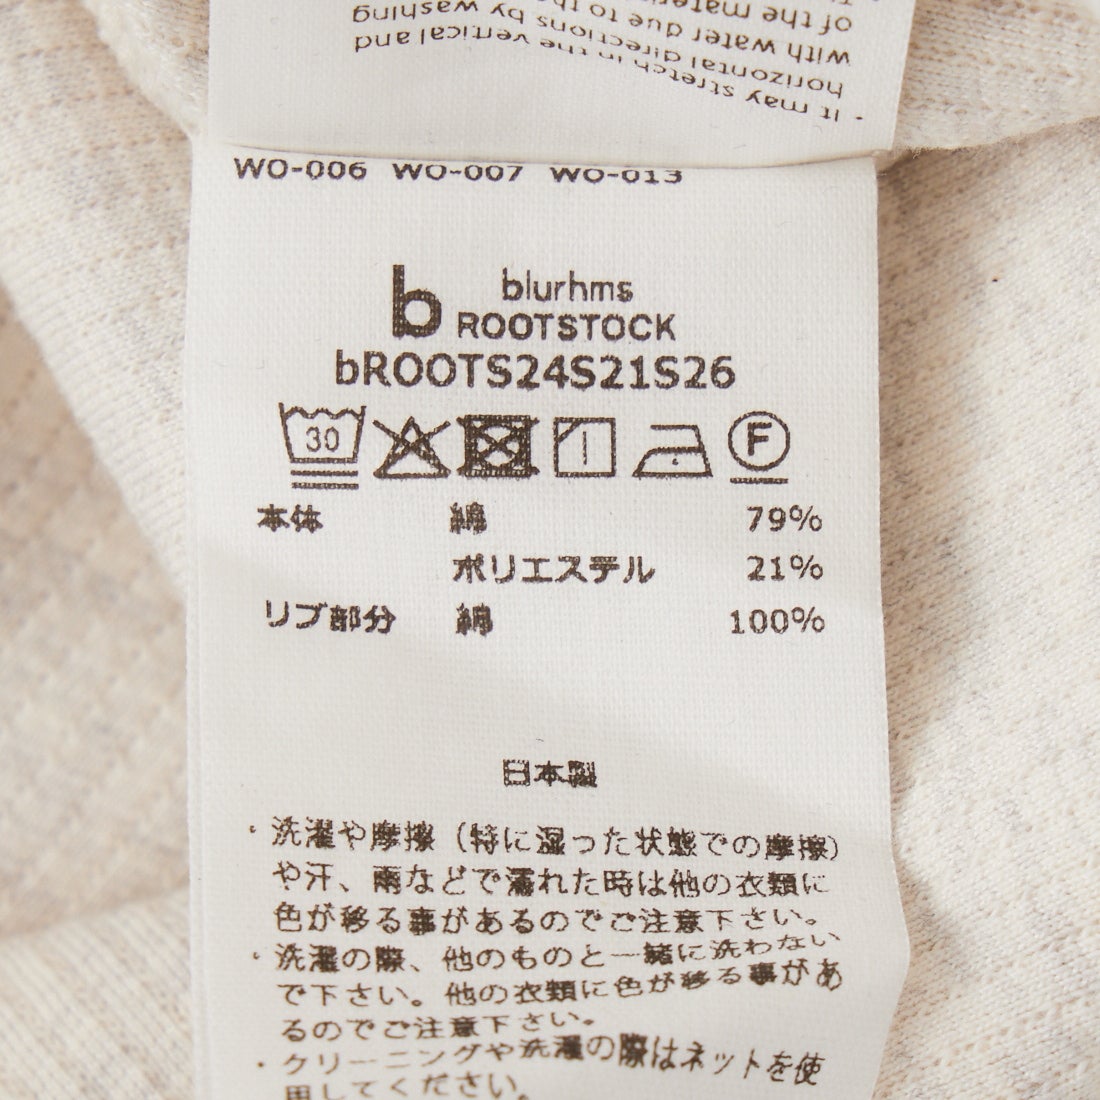 ・It may stretch in the vertical and
horizontal directions by washing
with water due to the
of the material
WO-006 WO-007 WO-013
b blurhms
ROOTSTOCK
bROOTS24S21S26
30 F
本体 綿 79%
ポリエステル 21%
リブ部分 綿 100%
日本製
・洗濯や摩擦（特に湿った状態での摩擦）
や汗、雨などで濡れた時は他の衣類に
色が移る事があるのでご注意下さい。
・洗濯の際、他のものと一緒に洗わない
で下さい。他の衣類に色が移る事があ
るのでご注意下さい。
・クリーニングや洗濯の際はネットを使
用してください。